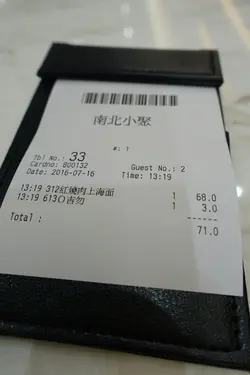 南北小聚
#: 1
Tbl No.: 33
Cardno: B00132
Guest No.: 2
Date: 2016-07-16
Time: 13:19
13:19 312紅燒肉上海面 1 68.0
13:19 613O吉勿 1 3.0
------
Total : 71.0